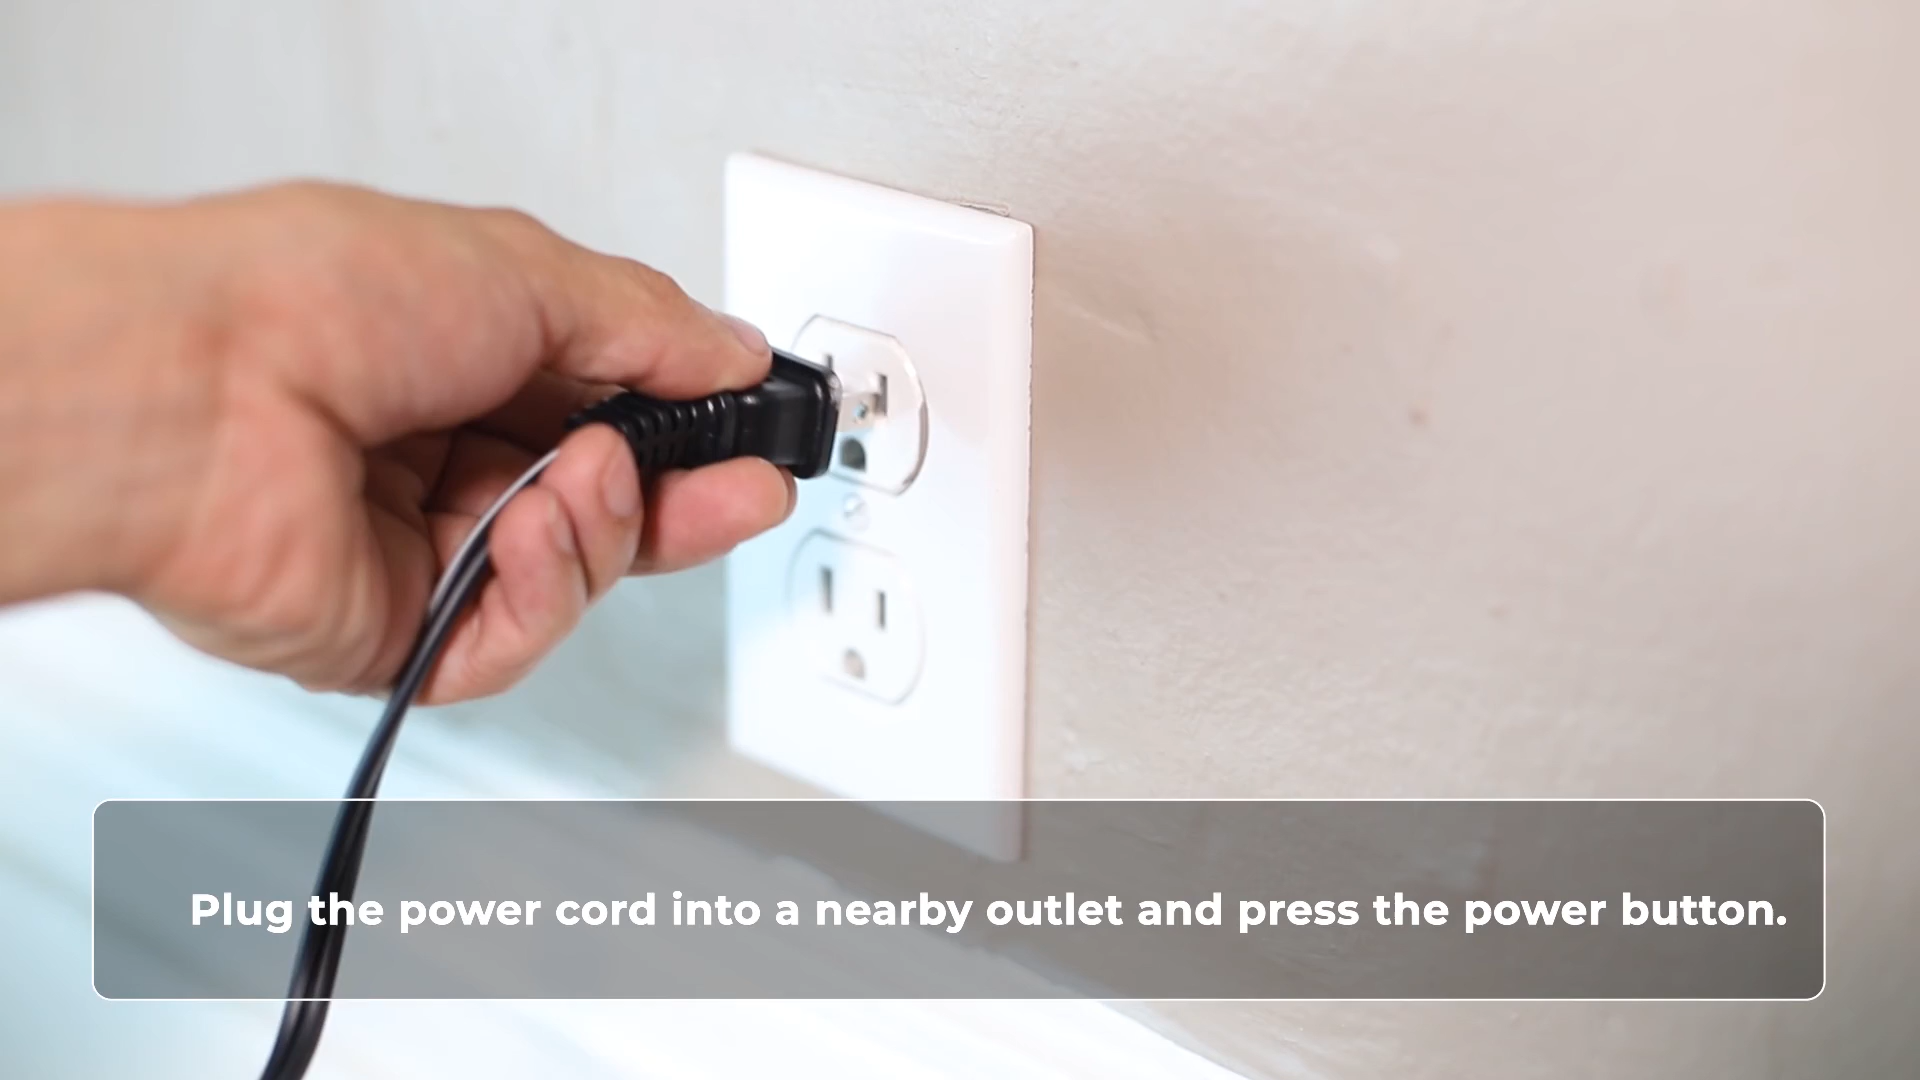 Plug the power cord into a nearby outlet and press the power button.